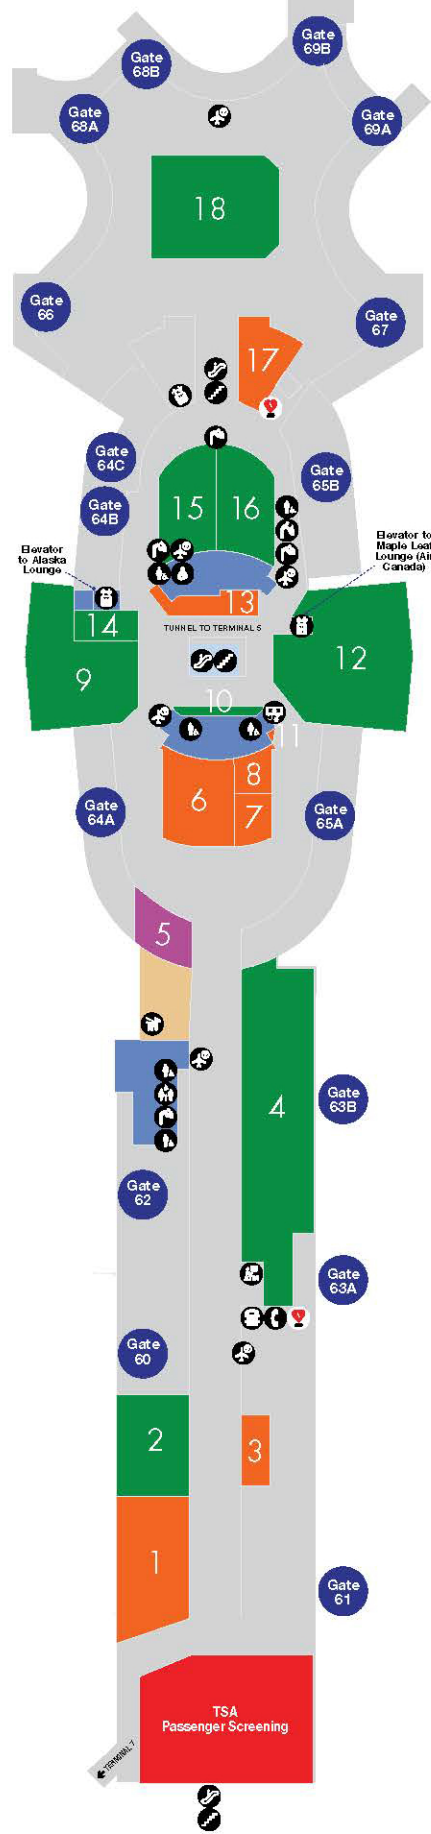 Gate
69B
Gate
68B
Gate
68A
Gate
69A
18
Gate
66
Gate
67
17
Gate
64C
Gate
65B
Gate
64B
15
16
Elevator
to Alaska
Lounge
Elevator to
Maple Leaf
Lounge (Air
Canada)
13
14
TUNNEL TO TERMINAL 5
9
12
10
11
6
8
7
Gate
64A
Gate
65A
5
4
Gate
63B
Gate
62
Gate
63A
Gate
60
2
3
1
Gate
61
TSA
Passenger Screening
TERMINAL 7